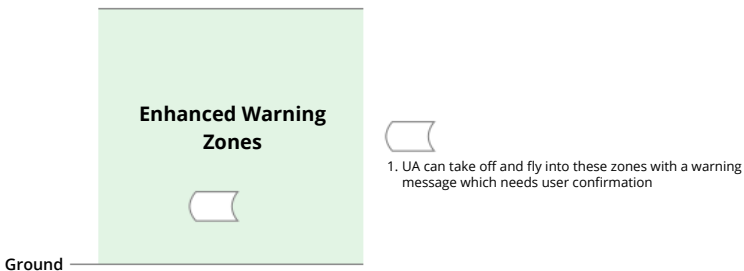 Enhanced Warning
Zones
1. UA can take off and fly into these zones with a warning
message which needs user confirmation
Ground